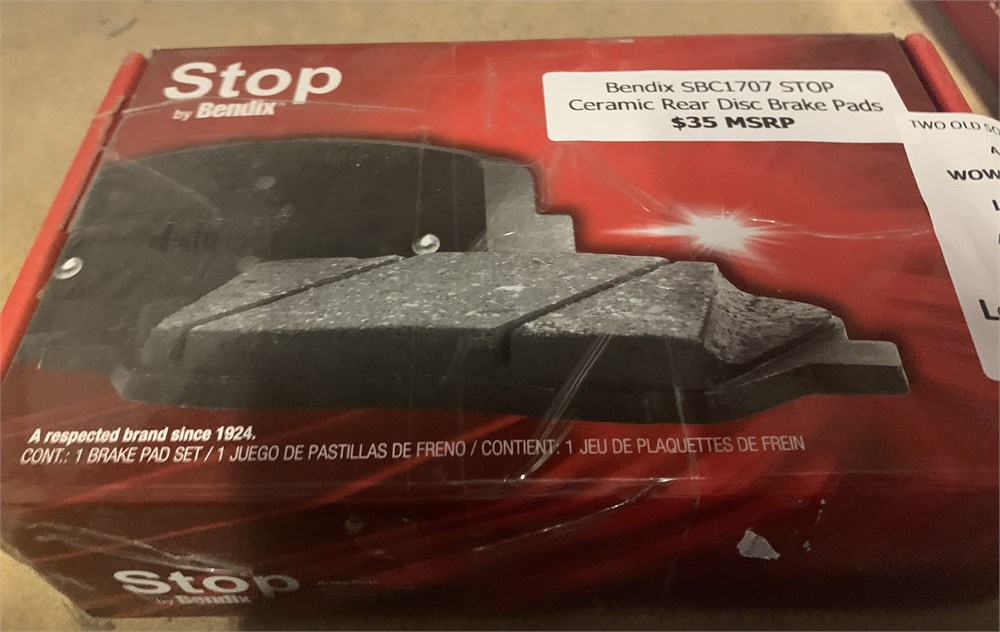 Stop
by Bendix™
Bendix SBC1707 STOP
Ceramic Rear Disc Brake Pads
$35 MSRP
TWO OLD
WOW
A respected brand since 1924.
CONT.: 1 BRAKE PAD SET / 1 JUEGO DE PASTILLAS DE FRENO / CONTIENT: 1 JEU DE PLAQUETTES DE FREIN
Stop
by Bendix